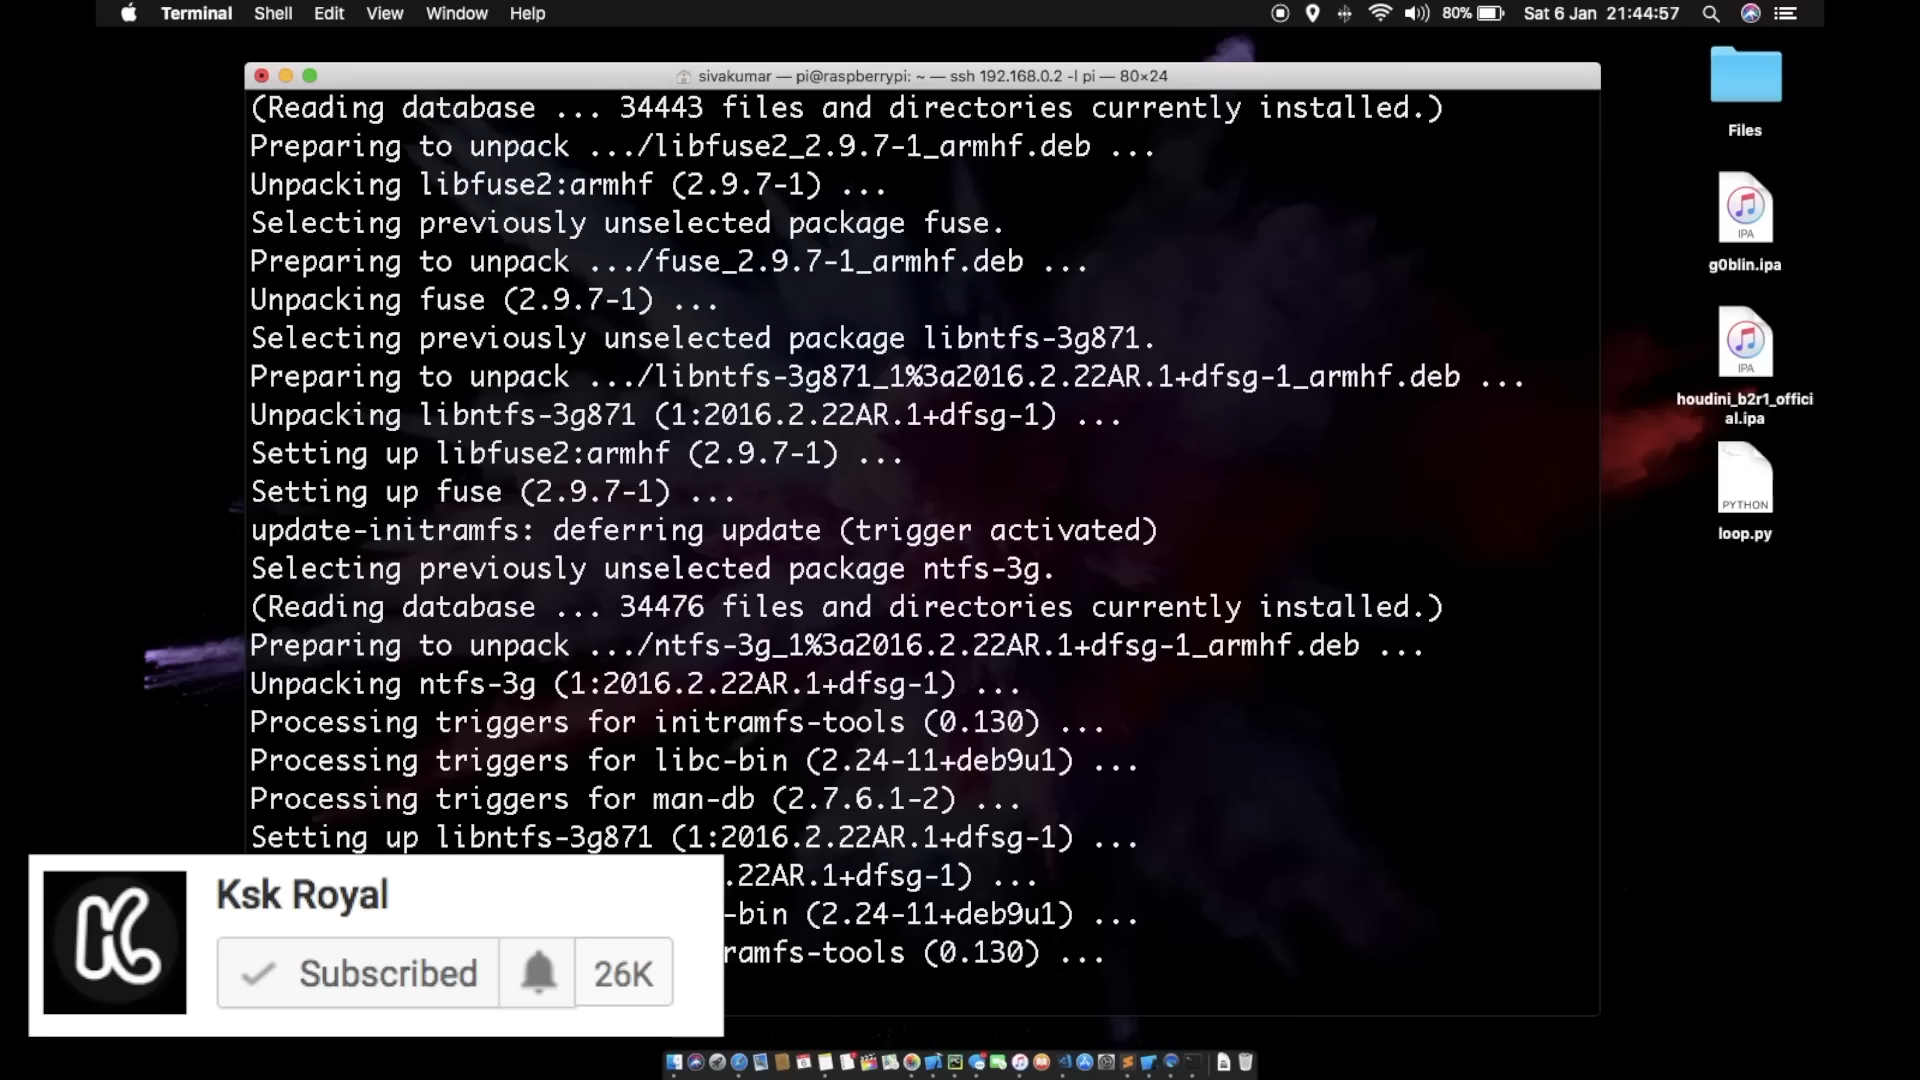 Terminal Shell Edit View Window Help 80% Sat 6 Jan 21:44:57
sivakumar — pi@raspberrypi: ~ — ssh 192.168.0.2 -l pi — 80×24
(Reading database ... 34443 files and directories currently installed.)
Preparing to unpack .../libfuse2_2.9.7-1_armhf.deb ...
Unpacking libfuse2:armhf (2.9.7-1) ...
Selecting previously unselected package fuse.
Preparing to unpack .../fuse_2.9.7-1_armhf.deb ...
Unpacking fuse (2.9.7-1) ...
Selecting previously unselected package libntfs-3g871.
Preparing to unpack .../libntfs-3g871_1%3a2016.2.22AR.1+dfsg-1_armhf.deb ...
Unpacking libntfs-3g871 (1:2016.2.22AR.1+dfsg-1) ...
Setting up libfuse2:armhf (2.9.7-1) ...
Setting up fuse (2.9.7-1) ...
update-initramfs: deferring update (trigger activated)
Selecting previously unselected package ntfs-3g.
(Reading database ... 34476 files and directories currently installed.)
Preparing to unpack .../ntfs-3g_1%3a2016.2.22AR.1+dfsg-1_armhf.deb ...
Unpacking ntfs-3g (1:2016.2.22AR.1+dfsg-1) ...
Processing triggers for initramfs-tools (0.130) ...
Processing triggers for libc-bin (2.24-11+deb9u1) ...
Processing triggers for man-db (2.7.6.1-2) ...
Setting up libntfs-3g871 (1:2016.2.22AR.1+dfsg-1) ...
.22AR.1+dfsg-1) ...
-bin (2.24-11+deb9u1) ...
ramfs-tools (0.130) ...
Files
IPA
g0blin.ipa
IPA
houdini_b2r1_offici
al.ipa
PYTHON
loop.py
Ksk Royal
Subscribed 26K